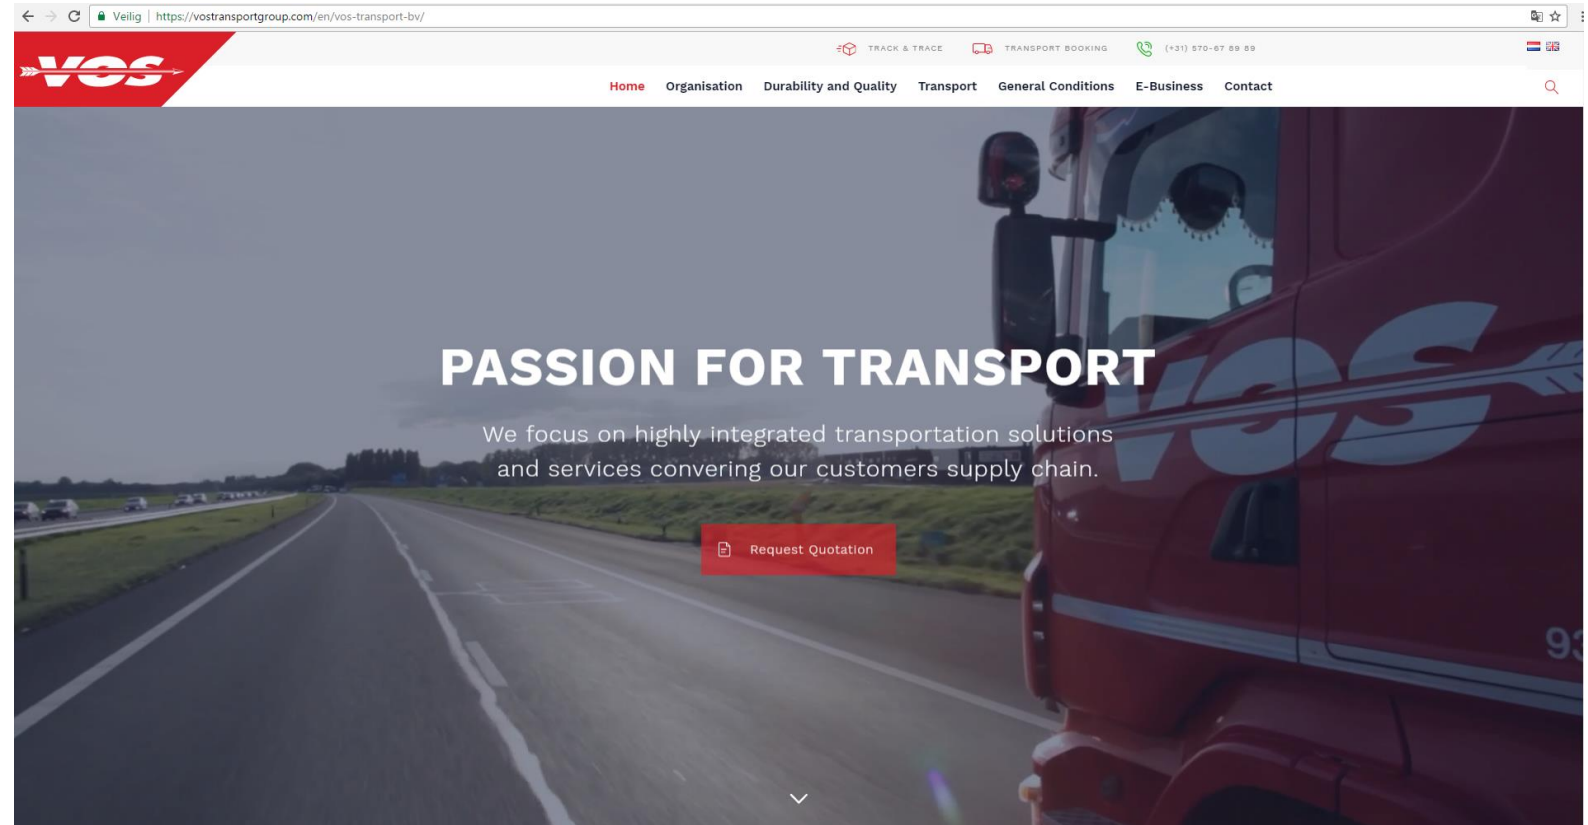 Veilig | https://vostransportgroup.com/en/vos-transport-bv/
TRACK & TRACE TRANSPORT BOOKING (+31) 570-67 89 89
VOS
Home Organisation Durability and Quality Transport General Conditions E-Business Contact
PASSION FOR TRANSPORT
We focus on highly integrated transportation solutions
and services convering our customers supply chain.
Request Quotation
VOS
93